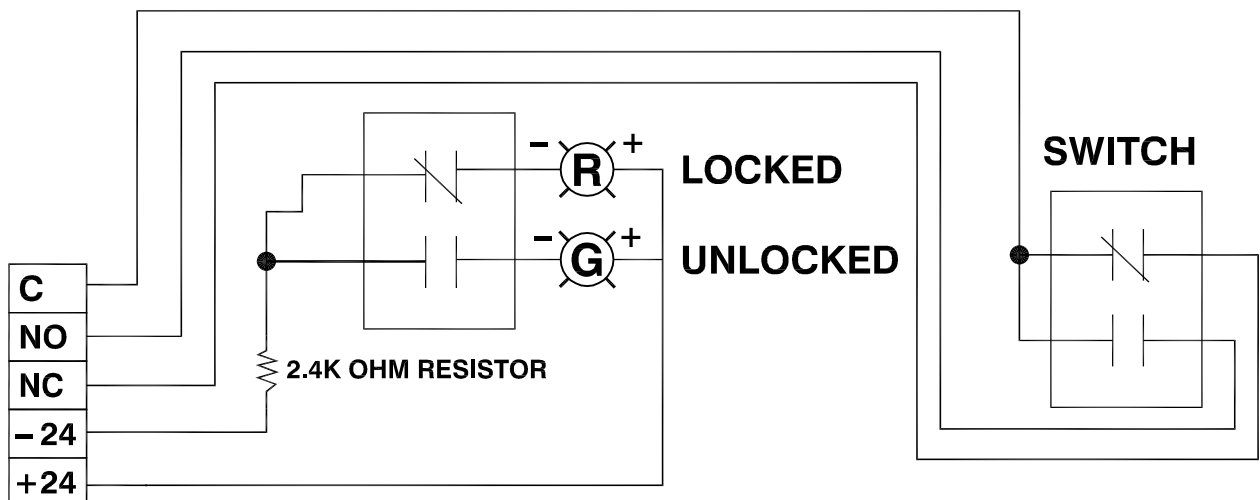 SWITCH
- R + LOCKED
- G + UNLOCKED
C
NO
NC
-24
+24
2.4K OHM RESISTOR